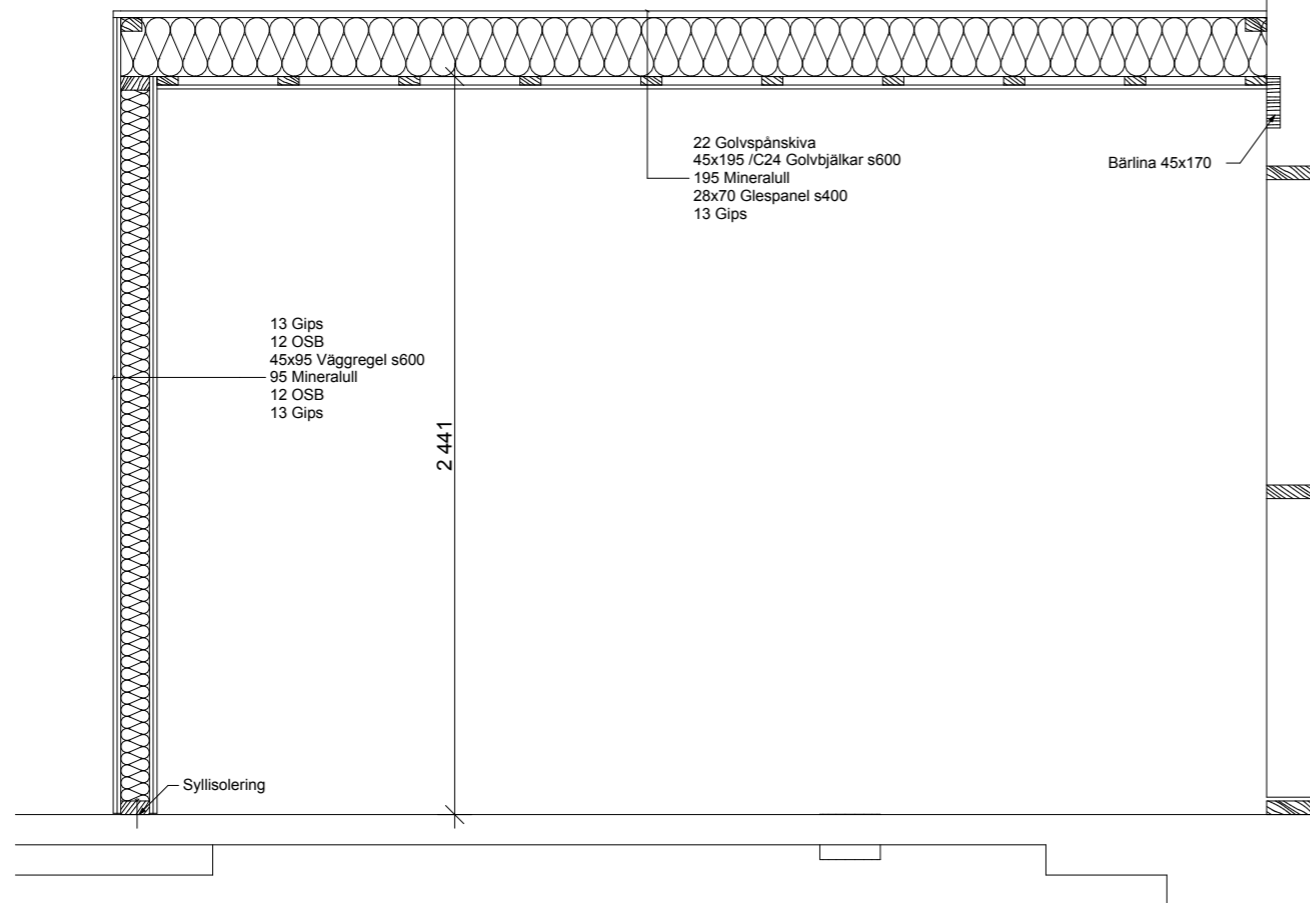 22 Golvspånskiva
45x195 /C24 Golvbjälkar s600
195 Mineralull
28x70 Glespanel s400
13 Gips
Bärlina 45x170
13 Gips
12 OSB
45x95 Väggregel s600
95 Mineralull
12 OSB
13 Gips
2 441
Syllisolering